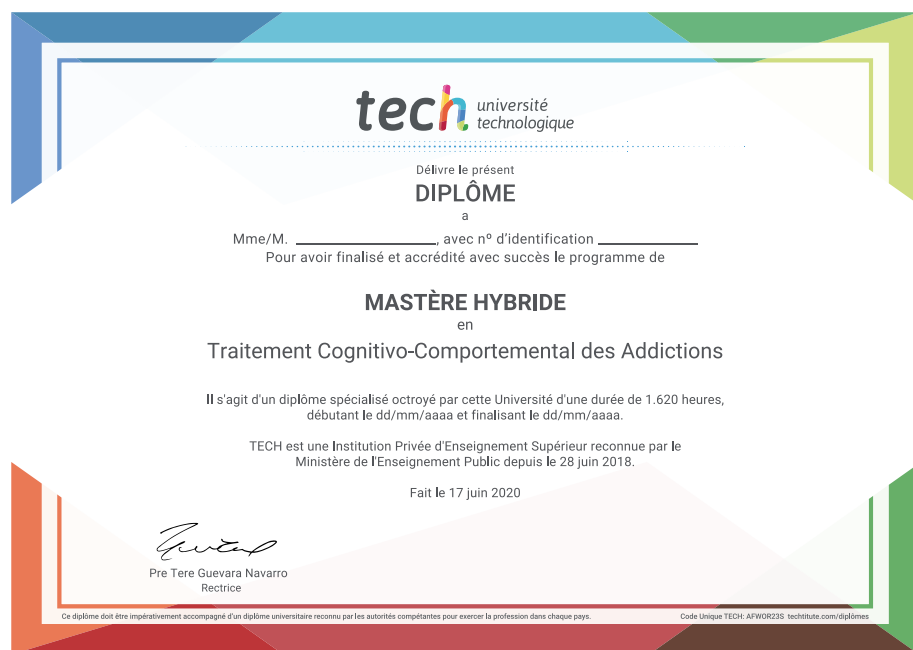 tech université
technologique
Délivre le présent
DIPLÔME
a
Mme/M. ____________________, avec nº d'identification ______________
Pour avoir finalisé et accrédité avec succès le programme de
MASTÈRE HYBRIDE
en
Traitement Cognitivo-Comportemental des Addictions
Il s'agit d'un diplôme spécialisé octroyé par cette Université d'une durée de 1.620 heures,
débutant le dd/mm/aaaa et finalisant le dd/mm/aaaa.
TECH est une Institution Privée d'Enseignement Supérieur reconnue par le
Ministère de l'Enseignement Public depuis le 28 juin 2018.
Fait le 17 juin 2020
Pre Tere Guevara Navarro
Rectrice
Ce diplôme doit être impérativement accompagné d'un diplôme universitaire reconnu par les autorités compétantes pour exercer la profession dans chaque pays.
Code Unique TECH: AFWOR23S techtitute.com/diplômes